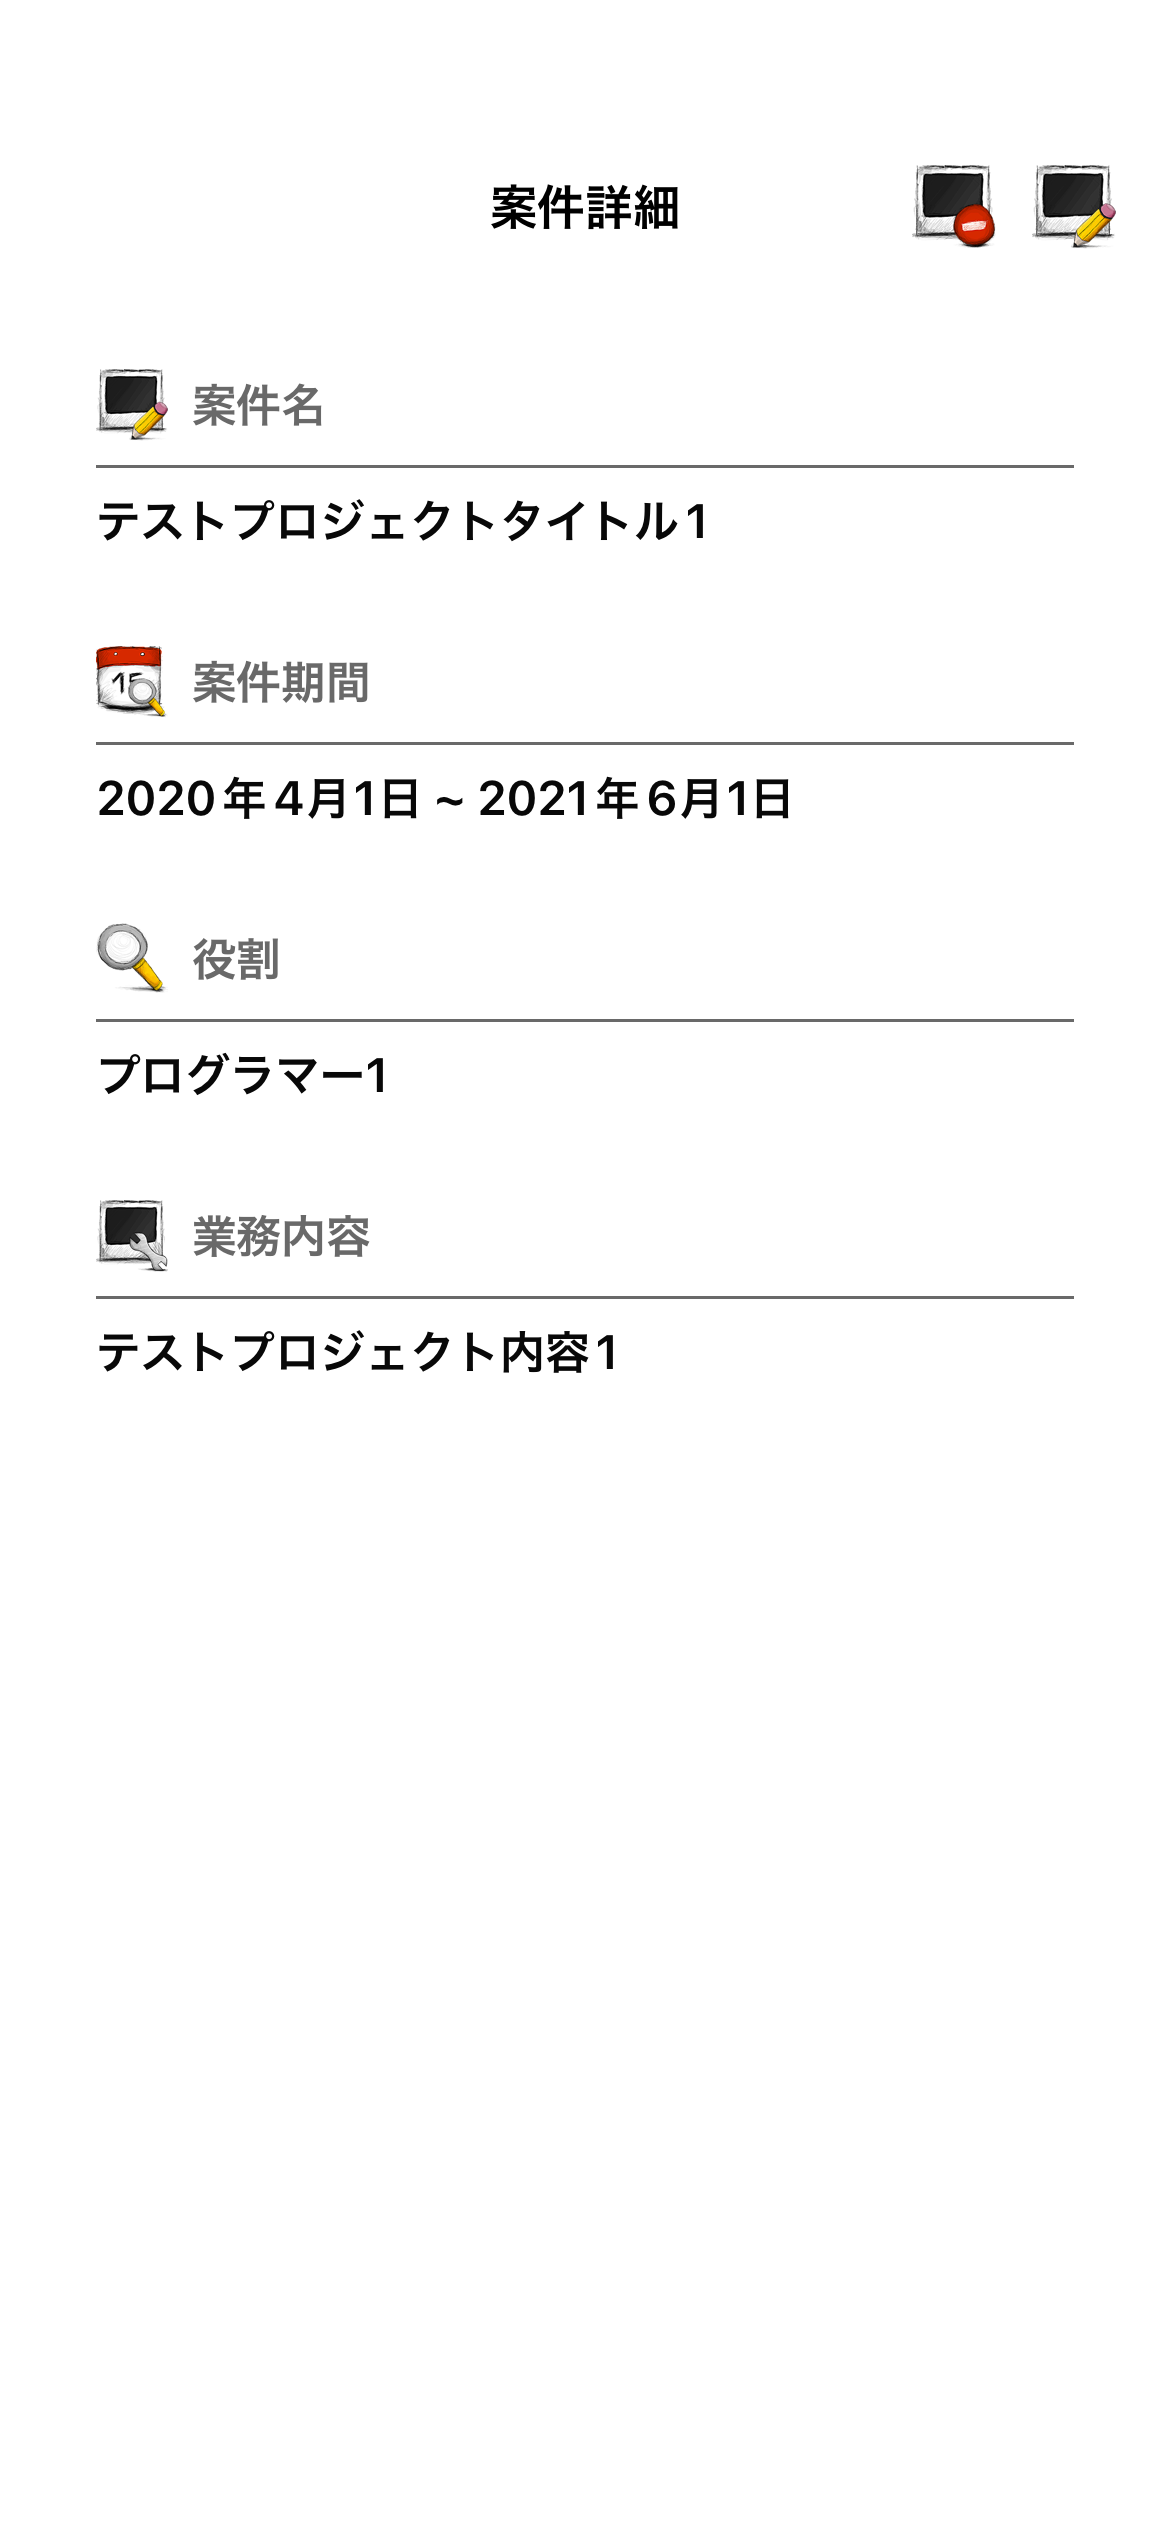 案件詳細
案件名
テストプロジェクトタイトル1
15
案件期間
2020年4月1日 ~ 2021年6月1日
役割
プログラマー1
業務内容
テストプロジェクト内容1